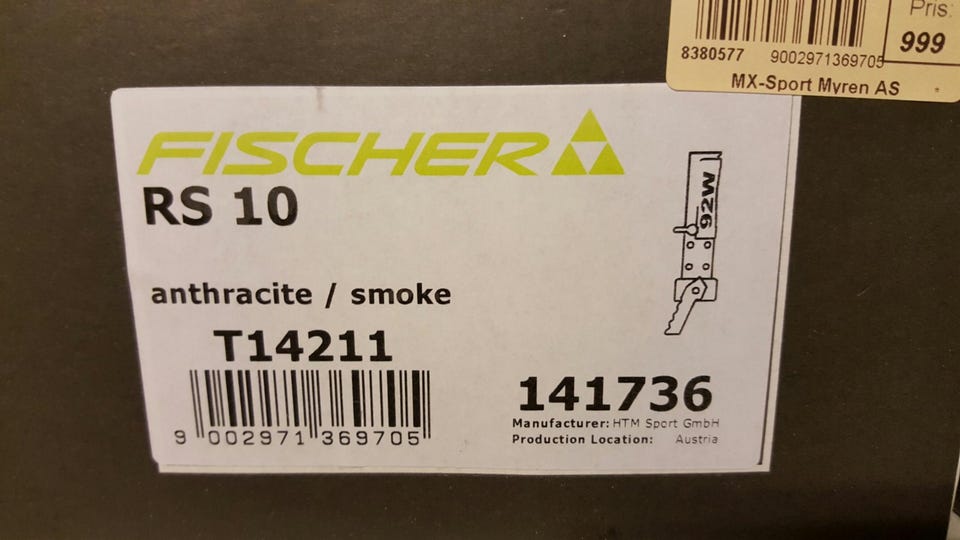 Pris:
999
8380577 9002971369705
MX-Sport Myren AS
FISCHER
RS 10
92W
anthracite / smoke
T14211
9 002971 369705
141736
Manufacturer: HTM Sport GmbH
Production Location: Austria